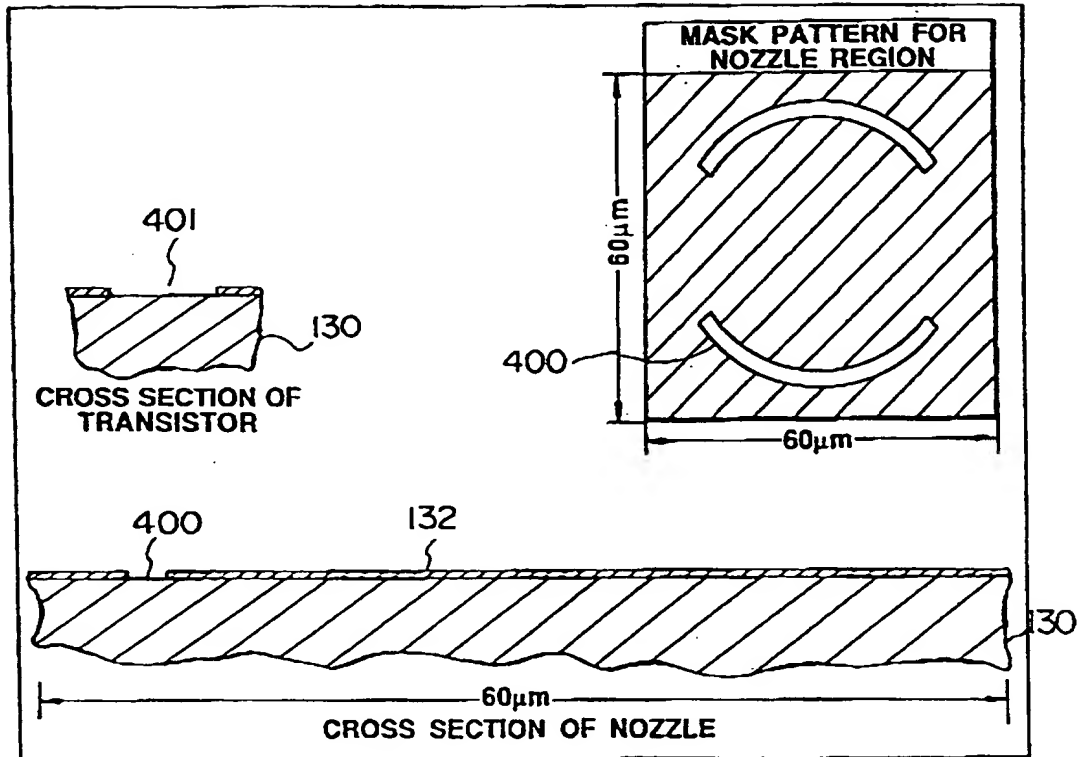 MASK PATTERN FOR
NOZZLE REGION
60µm
400
60µm
401
130
CROSS SECTION OF
TRANSISTOR
400
132
130
60µm
CROSS SECTION OF NOZZLE